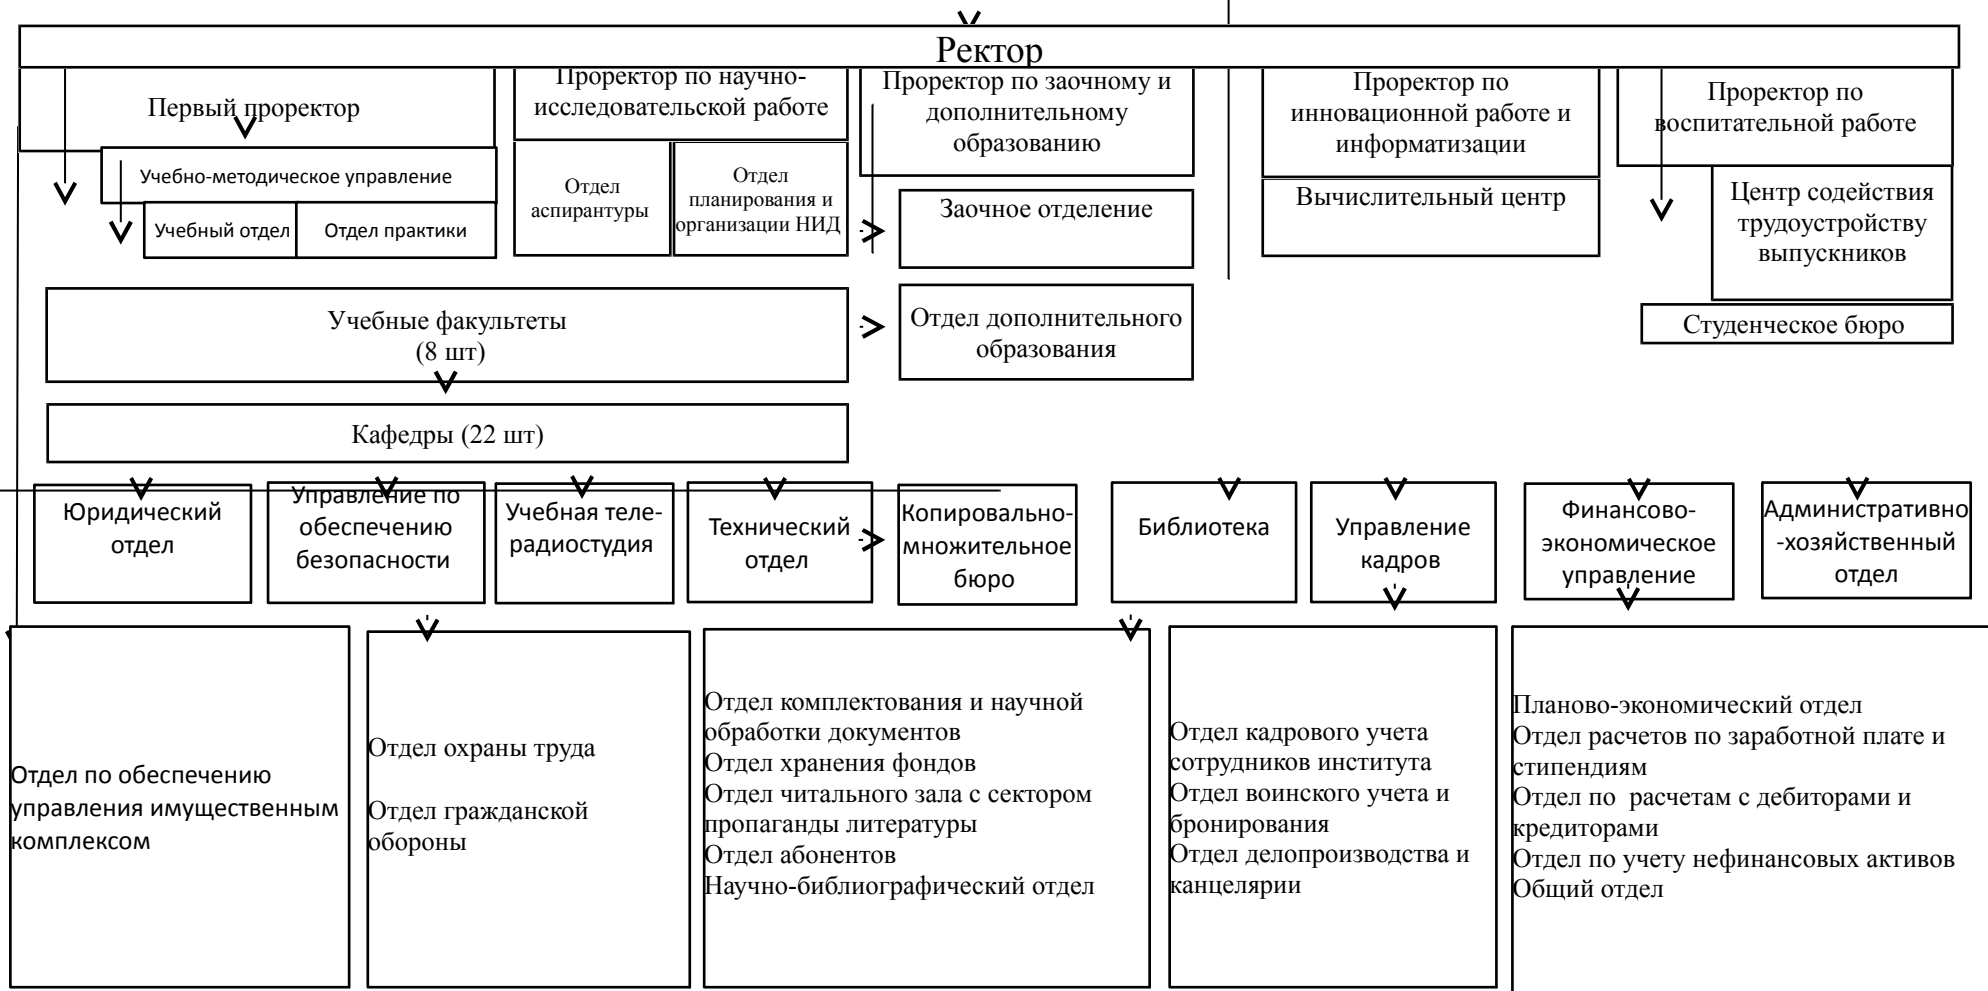 Ректор
Первый проректор
Учебно-методическое управление
Учебный отдел
Отдел практики
Проректор по научно-
исследовательской работе
Отдел
аспирантуры
Отдел
планирования и
организации НИД
Проректор по заочному и
дополнительному
образованию
Заочное отделение
Отдел дополнительного
образования
Проректор по
инновационной работе и
информатизации
Вычислительный центр
Проректор по
воспитательной работе
Центр содействия
трудоустройству
выпускников
Студенческое бюро
Учебные факультеты
(8 шт)
Кафедры (22 шт)
Юридический
отдел
Управление по
обеспечению
безопасности
Учебная теле-
радиостудия
Технический
отдел
Копировально-
множительное
бюро
Библиотека
Управление
кадров
Финансово-
экономическое
управление
Административно
-хозяйственный
отдел
Отдел по обеспечению
управления имущественным
комплексом
Отдел охраны труда
Отдел гражданской
обороны
Отдел комплектования и научной
обработки документов
Отдел хранения фондов
Отдел читального зала с сектором
пропаганды литературы
Отдел абонентов
Научно-библиографический отдел
Отдел кадрового учета
сотрудников института
Отдел воинского учета и
бронирования
Отдел делопроизводства и
канцелярии
Планово-экономический отдел
Отдел расчетов по заработной плате и
стипендиям
Отдел по  расчетам с дебиторами и
кредиторами
Отдел по учету нефинансовых активов
Общий отдел